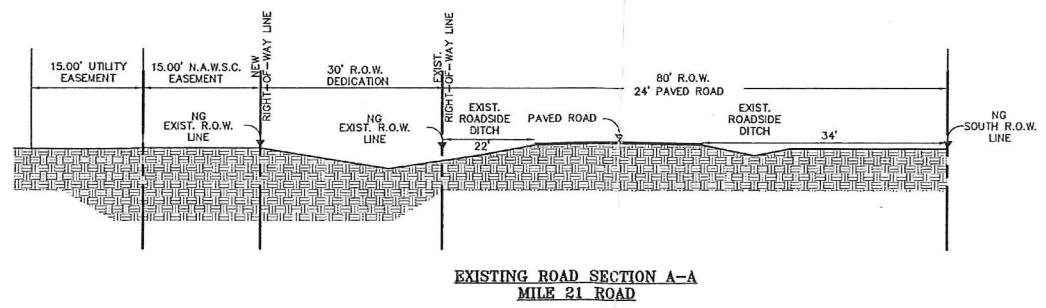 15.00' UTILITY
EASEMENT
15.00' N.A.W.S.C.
EASEMENT
NEW
RIGHT-OF-WAY LINE
30' R.O.W.
DEDICATION
EXIST.
RIGHT-OF-WAY LINE
80' R.O.W.
24' PAVED ROAD
NG
EXIST. R.O.W.
LINE
NG
EXIST. R.O.W.
LINE
EXIST.
ROADSIDE
DITCH
22'
PAVED ROAD
EXIST.
ROADSIDE
DITCH
34'
NG
SOUTH R.O.W.
LINE
EXISTING ROAD SECTION A-A
MILE 21 ROAD